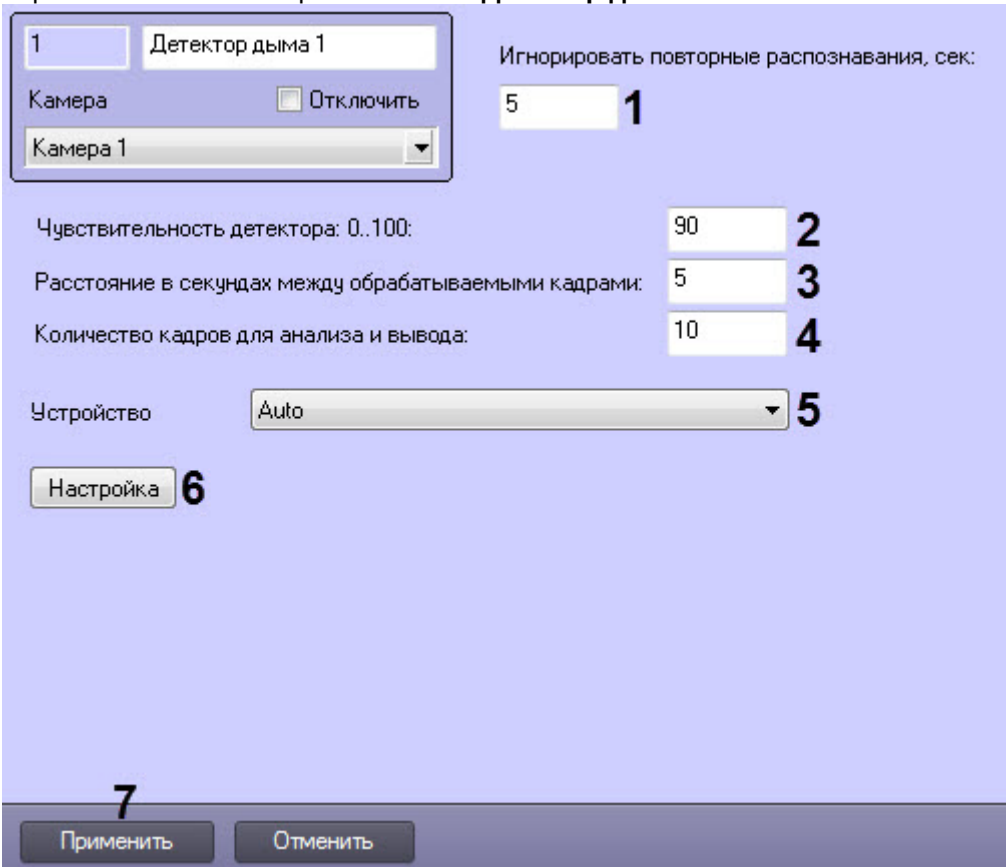 1
Детектор дыма 1
Камера
Отключить
Камера 1
Игнорировать повторные распознавания, сек:
5
1
Чувствительность детектора: 0..100:
90
2
Расстояние в секундах между обрабатываемыми кадрами:
5
3
Количество кадров для анализа и вывода:
10
4
Устройство
Auto
5
Настройка
6
7
Применить
Отменить